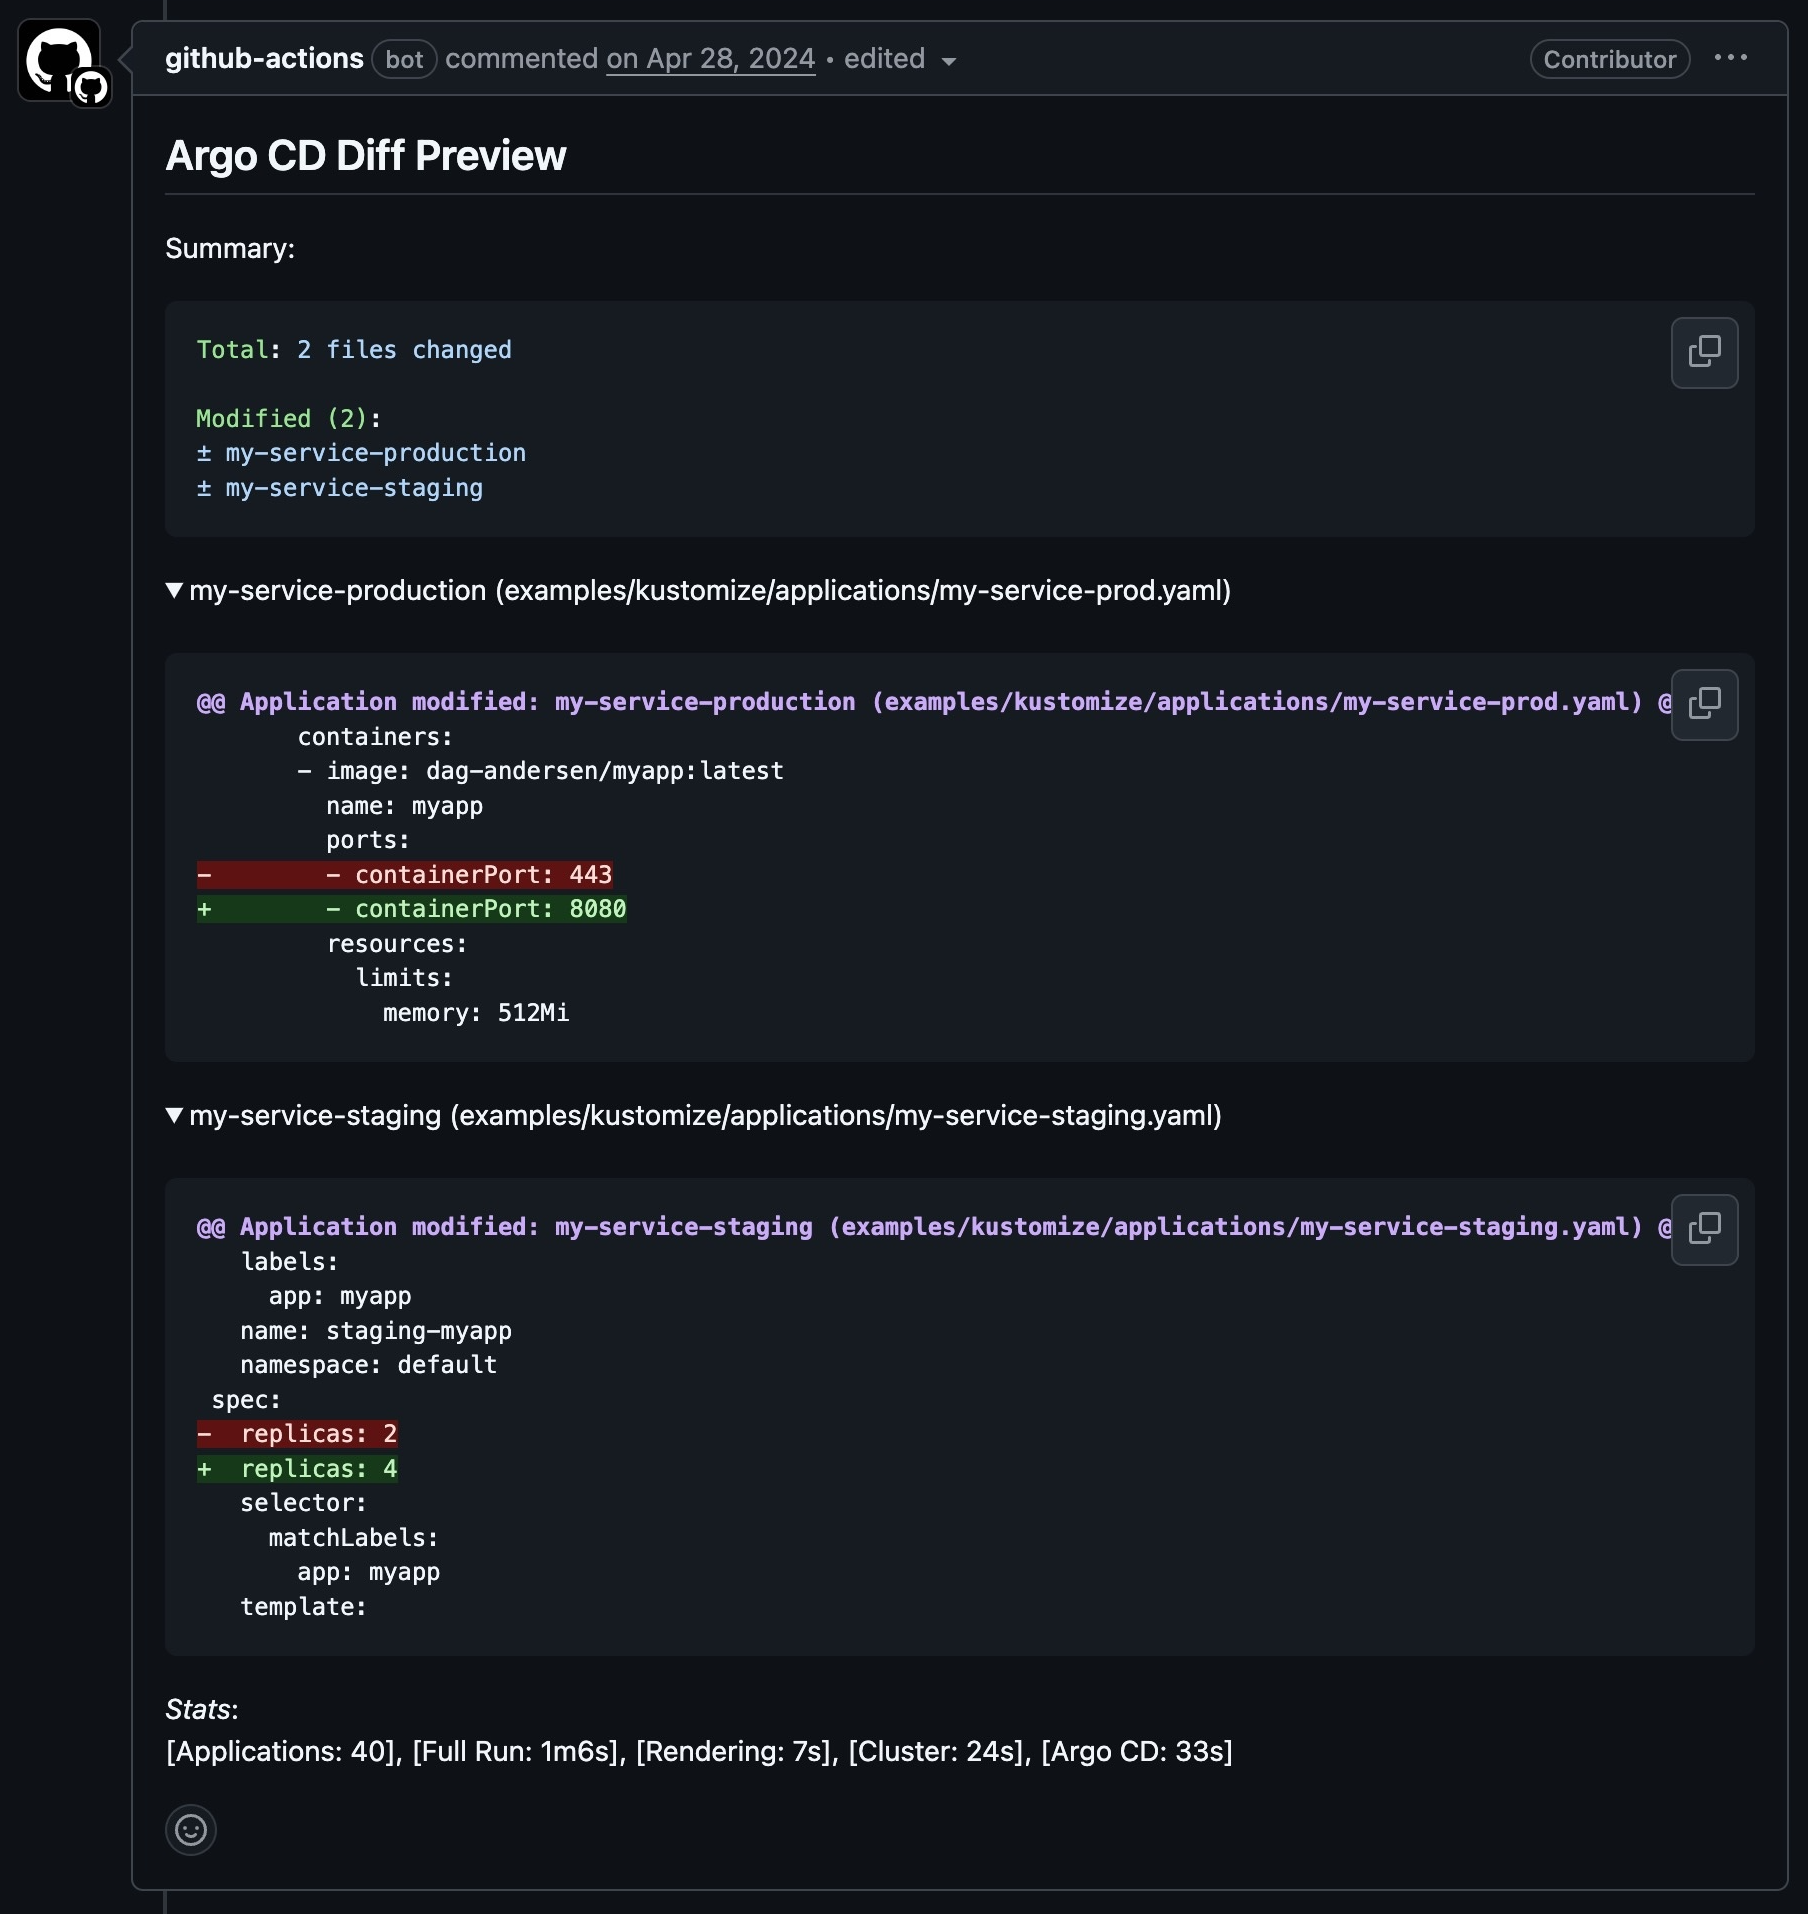 github-actions bot commented on Apr 28, 2024 • edited Contributor ···
Argo CD Diff Preview
Summary:
Total: 2 files changed
Modified (2):
± my-service-production
± my-service-staging
▼ my-service-production (examples/kustomize/applications/my-service-prod.yaml)
@@ Application modified: my-service-production (examples/kustomize/applications/my-service-prod.yaml) @
       containers:
       - image: dag-andersen/myapp:latest
         name: myapp
         ports:
-        - containerPort: 443
+        - containerPort: 8080
         resources:
           limits:
             memory: 512Mi
▼ my-service-staging (examples/kustomize/applications/my-service-staging.yaml)
@@ Application modified: my-service-staging (examples/kustomize/applications/my-service-staging.yaml) @
   labels:
     app: myapp
   name: staging-myapp
   namespace: default
 spec:
-  replicas: 2
+  replicas: 4
   selector:
     matchLabels:
       app: myapp
   template:
Stats:
[Applications: 40], [Full Run: 1m6s], [Rendering: 7s], [Cluster: 24s], [Argo CD: 33s]